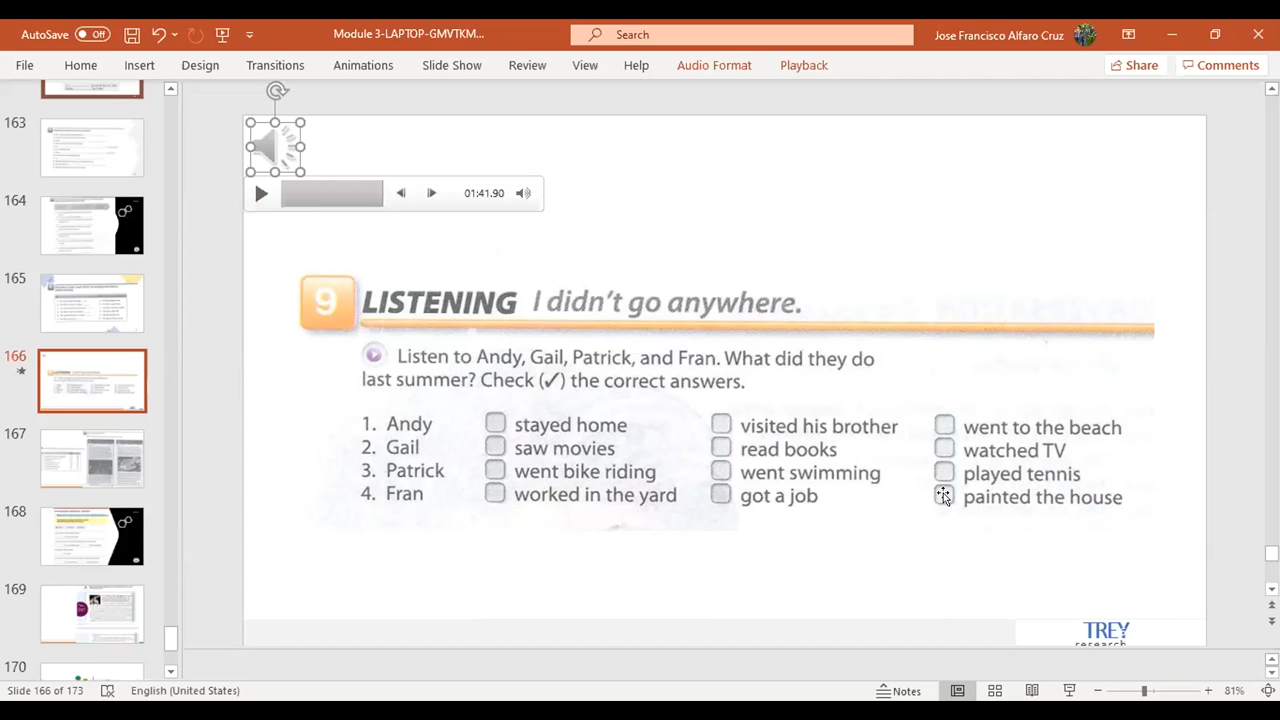 AutoSave Off Module 3-LAPTOP-GMVTKM... Search Jose Francisco Alfaro Cruz
File Home Insert Design Transitions Animations Slide Show Review View Help Audio Format Playback Share Comments
163
164
165
166
167
168
169
170
01:41.90
9 LISTENING didn't go anywhere.
Listen to Andy, Gail, Patrick, and Fran. What did they do
last summer? Check (✓) the correct answers.
1. Andy stayed home visited his brother went to the beach
2. Gail saw movies read books watched TV
3. Patrick went bike riding went swimming played tennis
4. Fran worked in the yard got a job painted the house
TREY
research
Slide 166 of 173 English (United States) Notes 81%